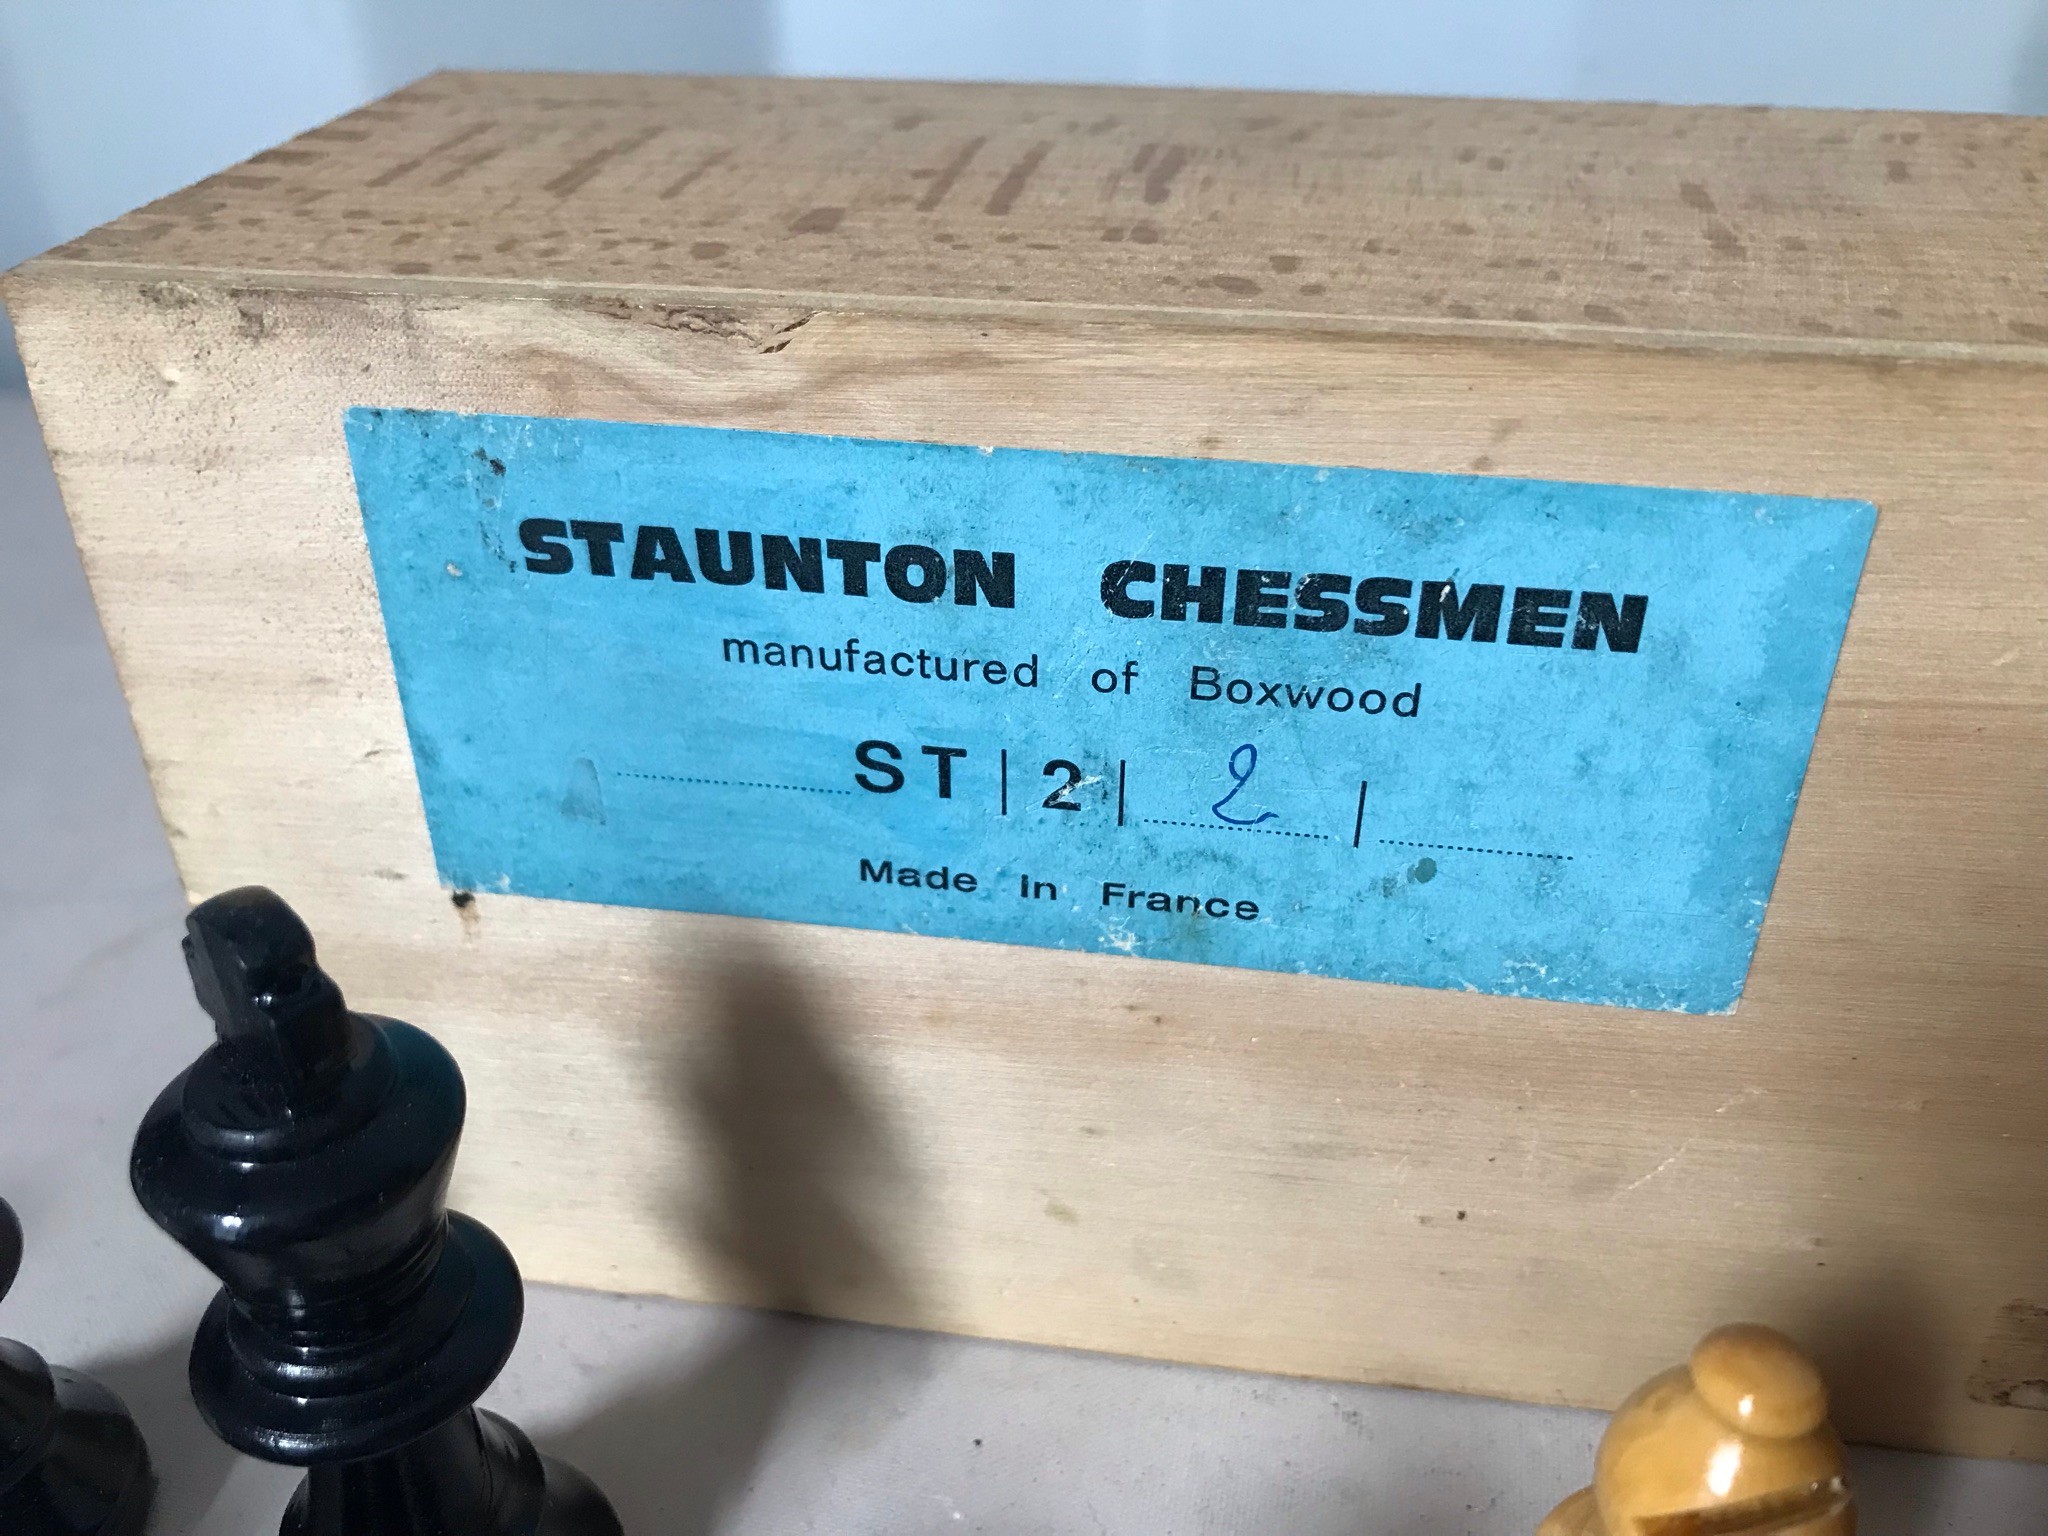 STAUNTON CHESSMEN
manufactured of Boxwood
ST | 2 | 2 |
Made in France